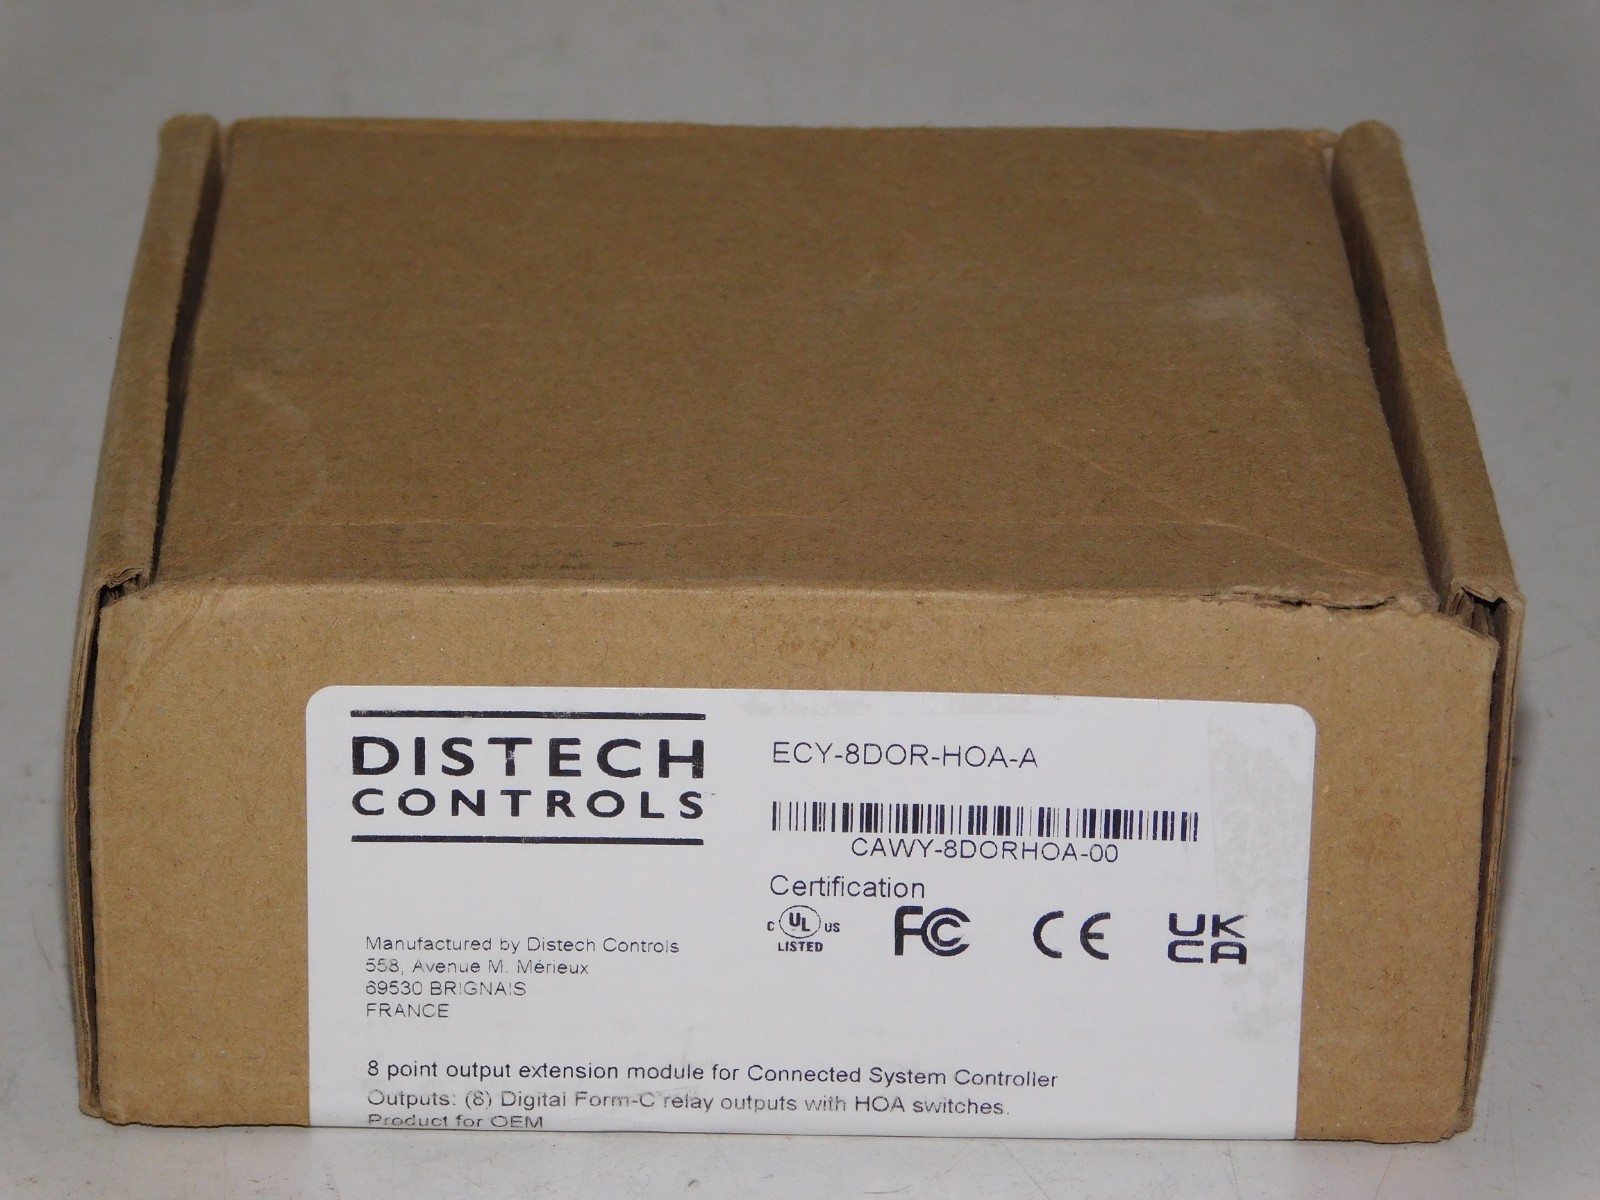 DISTECH
CONTROLS
ECY-8DOR-HOA-A
CAWY-8DORHOA-00
Certification
C UL US
LISTED
FC
CE
UK
CA
Manufactured by Distech Controls
558, Avenue M. Mérieux
69530 BRIGNAIS
FRANCE
8 point output extension module for Connected System Controller
Outputs: (8) Digital Form-C relay outputs with HOA switches.
Product for OEM